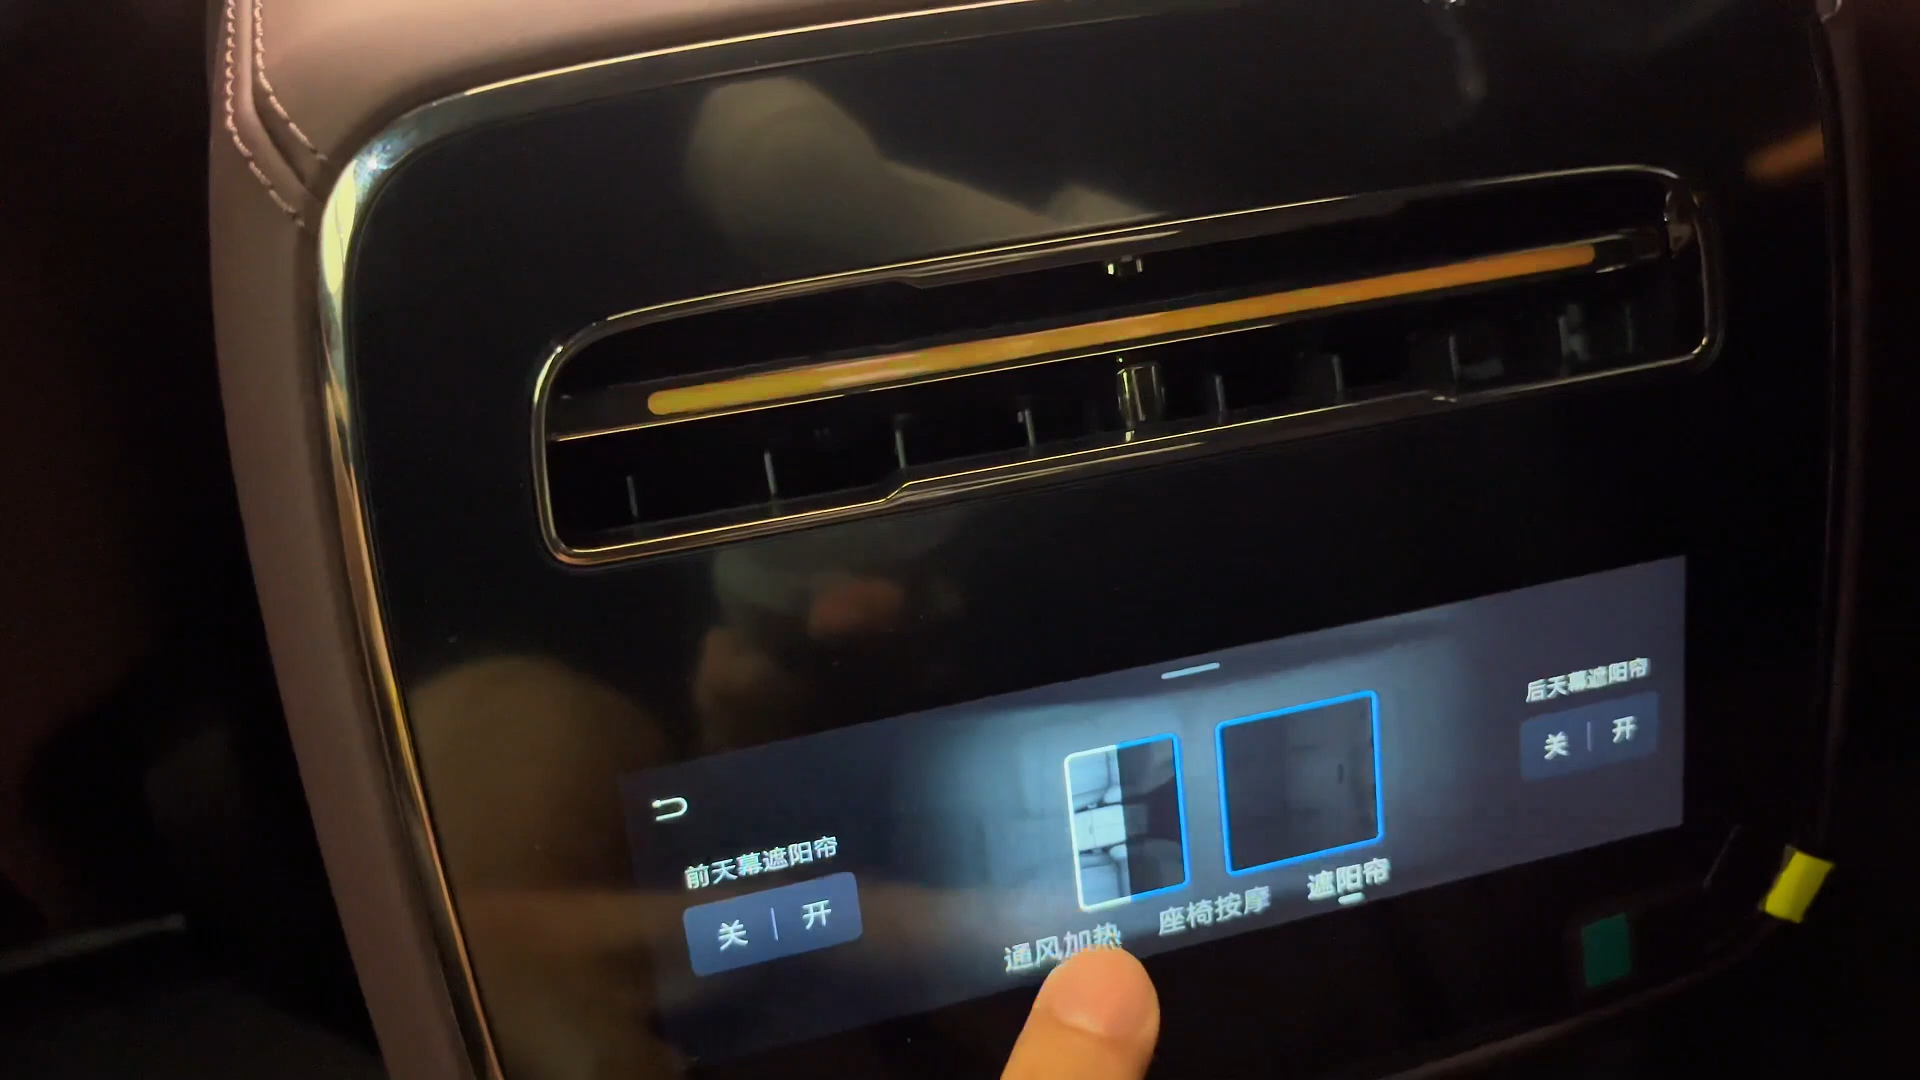 前天幕遮阳帘
关 | 开
通风加热 座椅按摩 遮阳帘
后天幕遮阳帘
关 | 开